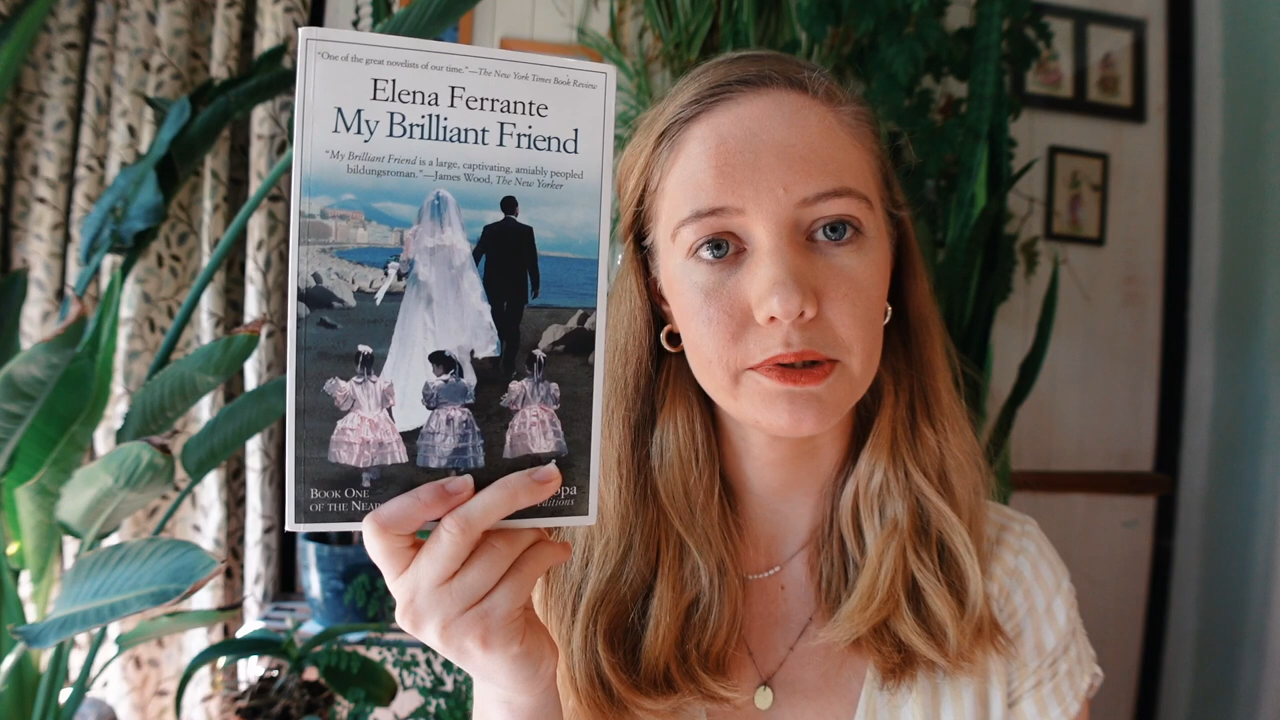 "One of the great novelists of our time."—The New York Times Book Review
Elena Ferrante
My Brilliant Friend
"My Brilliant Friend is a large, captivating, amiably peopled
bildungsroman."—James Wood, The New Yorker
Book One
of the
editions